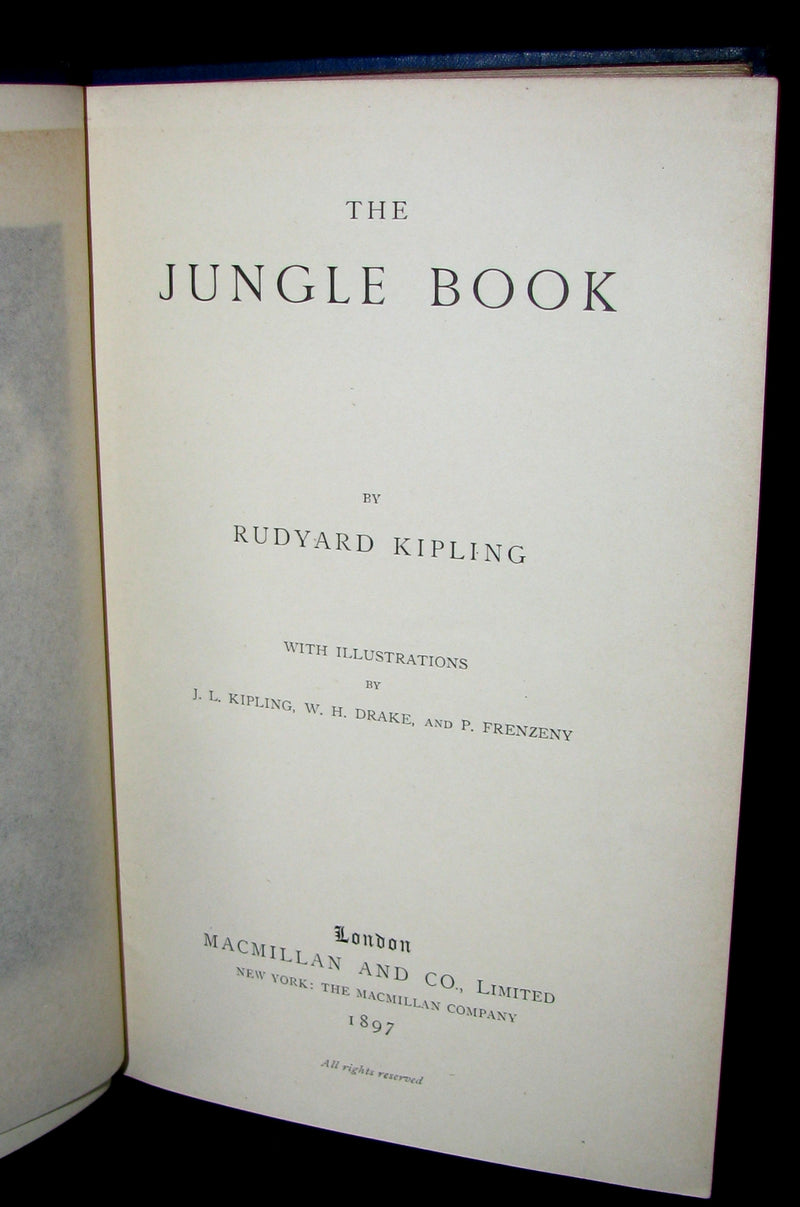 THE
JUNGLE BOOK
BY
RUDYARD KIPLING
WITH ILLUSTRATIONS
BY
J. L. KIPLING, W. H. DRAKE, AND P. FRENZENY
London
MACMILLAN AND CO., LIMITED
NEW YORK: THE MACMILLAN COMPANY
1897
All rights reserved